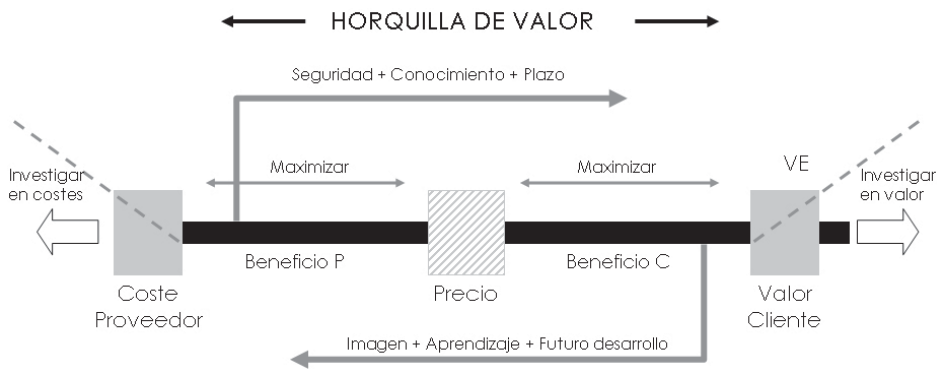 HORQUILLA DE VALOR
Seguridad + Conocimiento + Plazo
Investigar
en costes
Maximizar
Maximizar
VE
Investigar
en valor
Beneficio P
Beneficio C
Coste
Proveedor
Precio
Valor
Cliente
Imagen + Aprendizaje + Futuro desarrollo